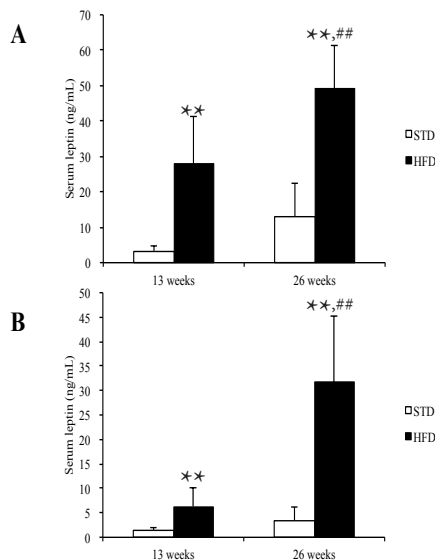 A
Serum leptin (ng/mL)
70
60
50
40
30
20
10
0
**
**,##
13 weeks
26 weeks
STD
HFD
B
Serum leptin (ng/mL)
50
45
40
35
30
25
20
15
10
5
0
**
**,##
13 weeks
26 weeks
STD
HFD